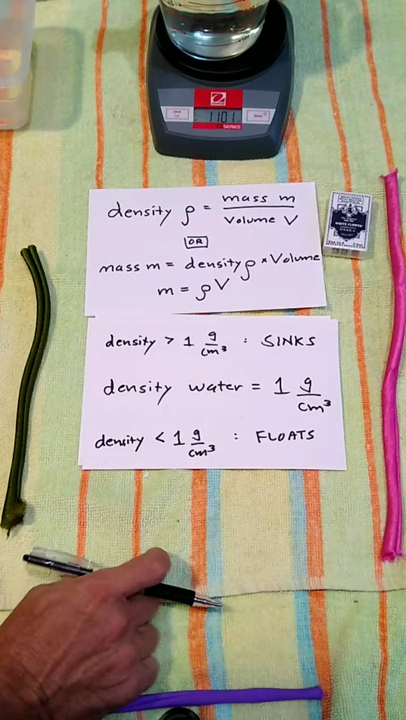 1101
density ρ = mass m / Volume V
OR
mass m = density ρ × Volume
m = ρ V
density > 1 g/cm³ : SINKS
density water = 1 g/cm³
density < 1 g/cm³ : FLOATS